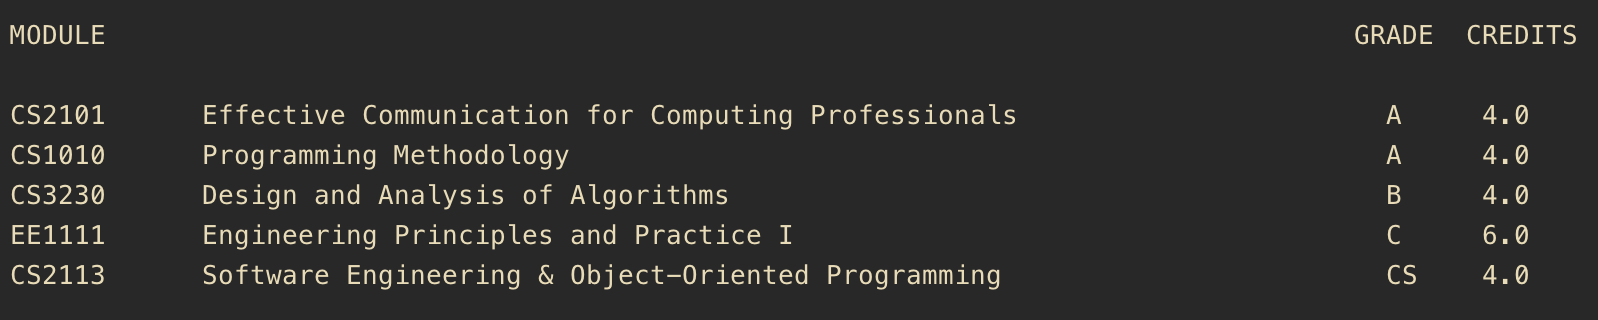 MODULE GRADE CREDITS
CS2101 Effective Communication for Computing Professionals A 4.0
CS1010 Programming Methodology A 4.0
CS3230 Design and Analysis of Algorithms B 4.0
EE1111 Engineering Principles and Practice I C 6.0
CS2113 Software Engineering & Object-Oriented Programming CS 4.0